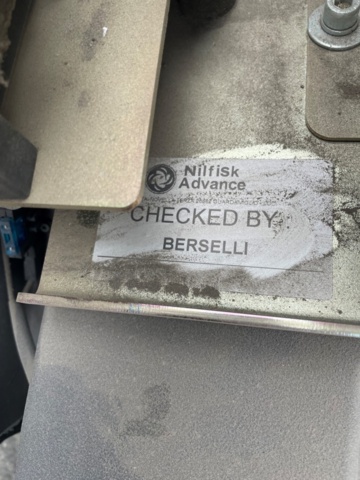 Nilfisk
Advance
CHECKED BY:
BERSELLI